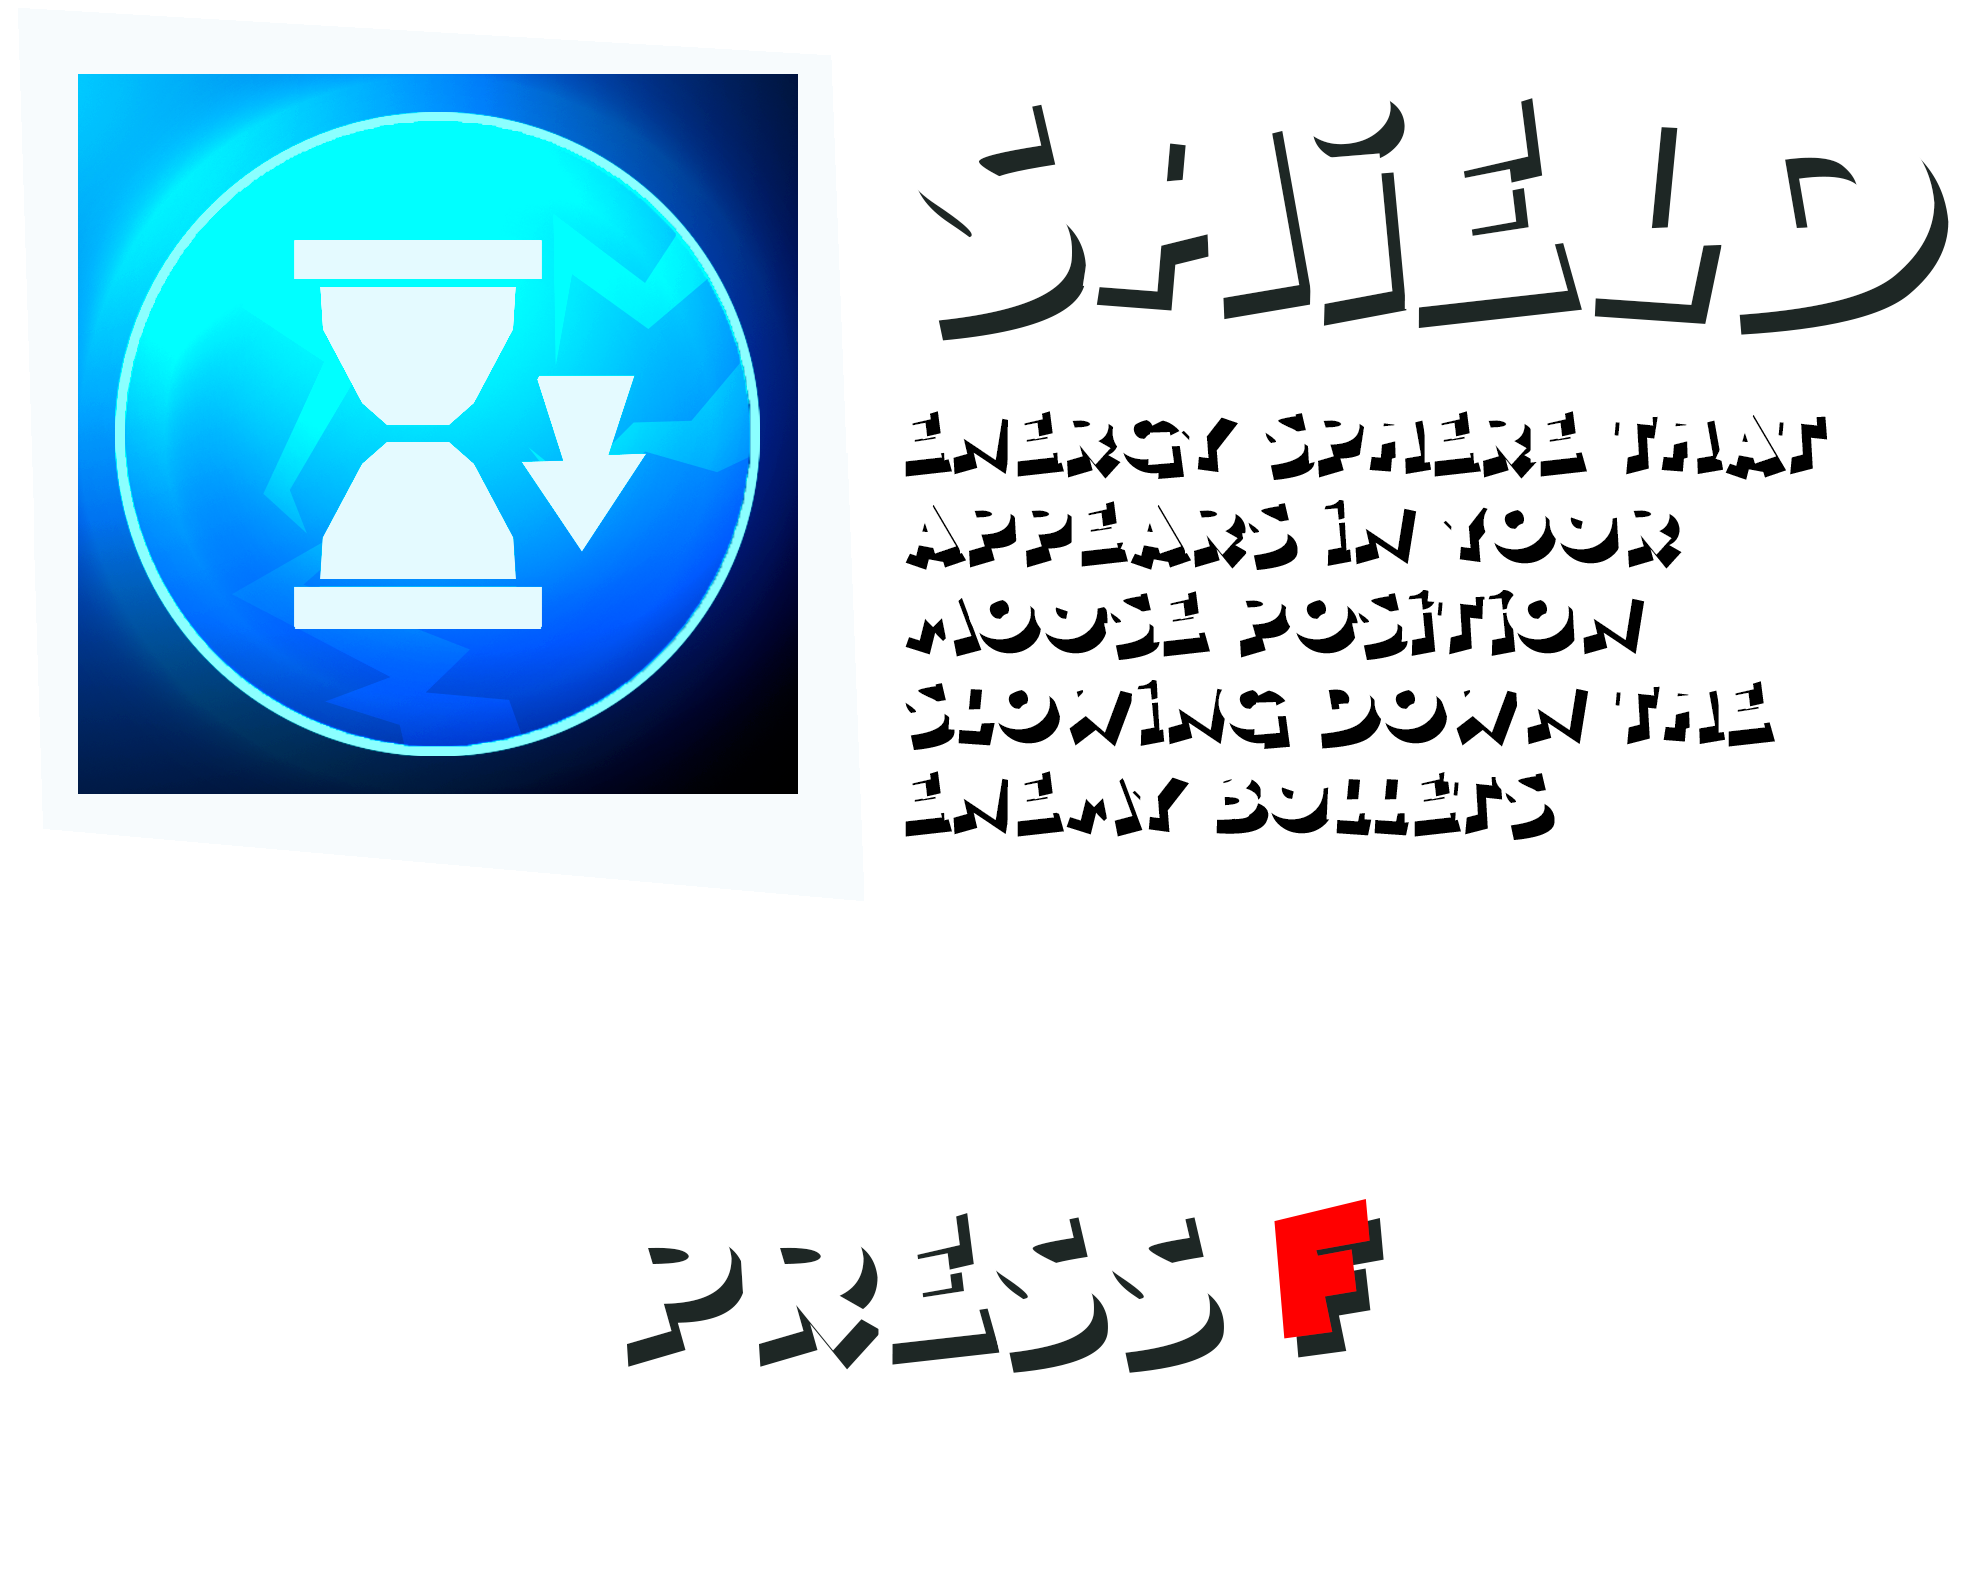 SHIELD
ENERGY SPHERE THAT
APPEARS IN YOUR
MOUSE POSITION
SLOWING DOWN THE
ENEMY BULLETS
PRESS F